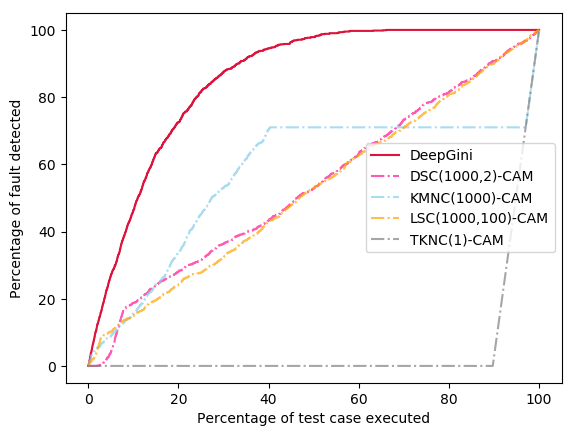 100
80
60
40
20
0
Percentage of fault detected
DeepGini
DSC(1000,2)-CAM
KMNC(1000)-CAM
LSC(1000,100)-CAM
TKNC(1)-CAM
0 20 40 60 80 100
Percentage of test case executed